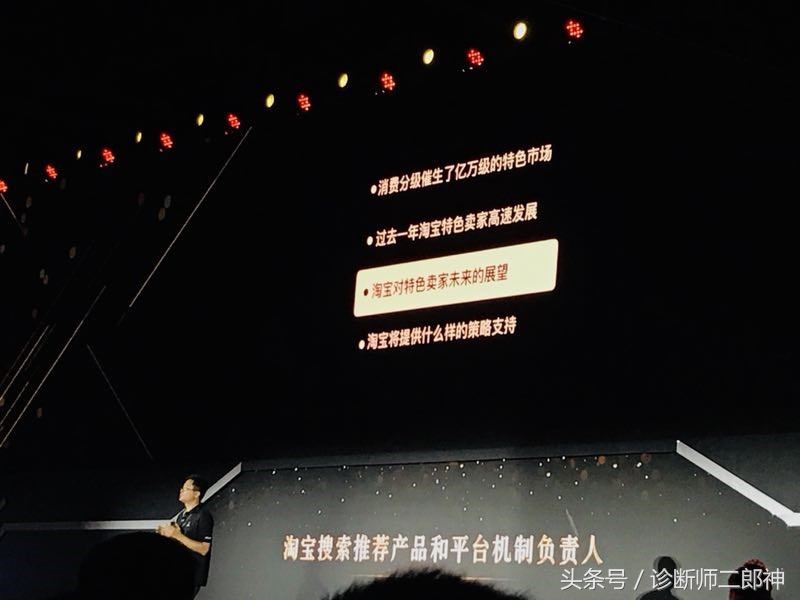 ●消费分级催生了亿万级的特色市场
●过去一年淘宝特色卖家高速发展
●淘宝对特色卖家未来的展望
●淘宝将提供什么样的策略支持
淘宝搜索推荐产品和平台机制负责人
头条号 / 诊断师二郎神